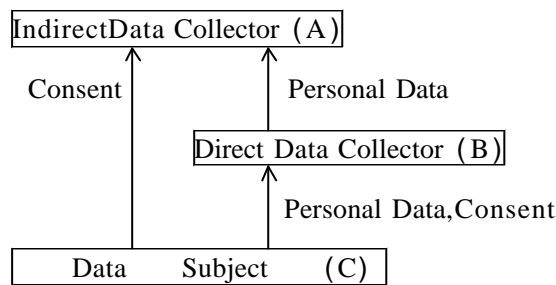 IndirectData Collector (A)
Consent
Personal Data
Direct Data Collector (B)
Personal Data,Consent
Data Subject (C)